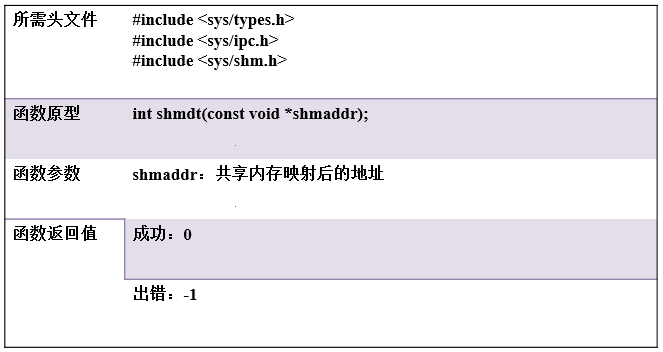 所需头文件 #include <sys/types.h>
#include <sys/ipc.h>
#include <sys/shm.h>
函数原型 int shmdt(const void *shmaddr);
函数参数 shmaddr：共享内存映射后的地址
函数返回值 成功：0
出错：-1